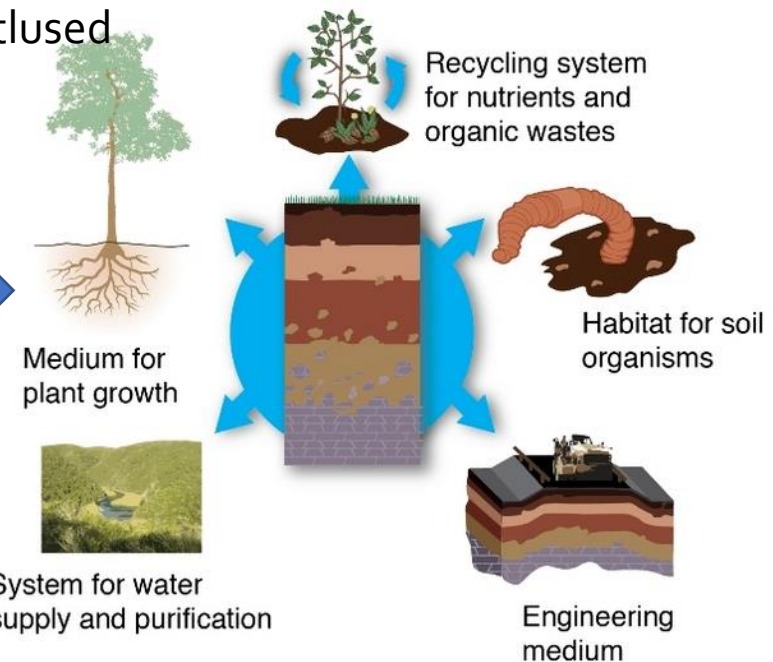 tlused
Recycling system
for nutrients and
organic wastes
Habitat for soil
organisms
Medium for
plant growth
System for water
supply and purification
Engineering
medium